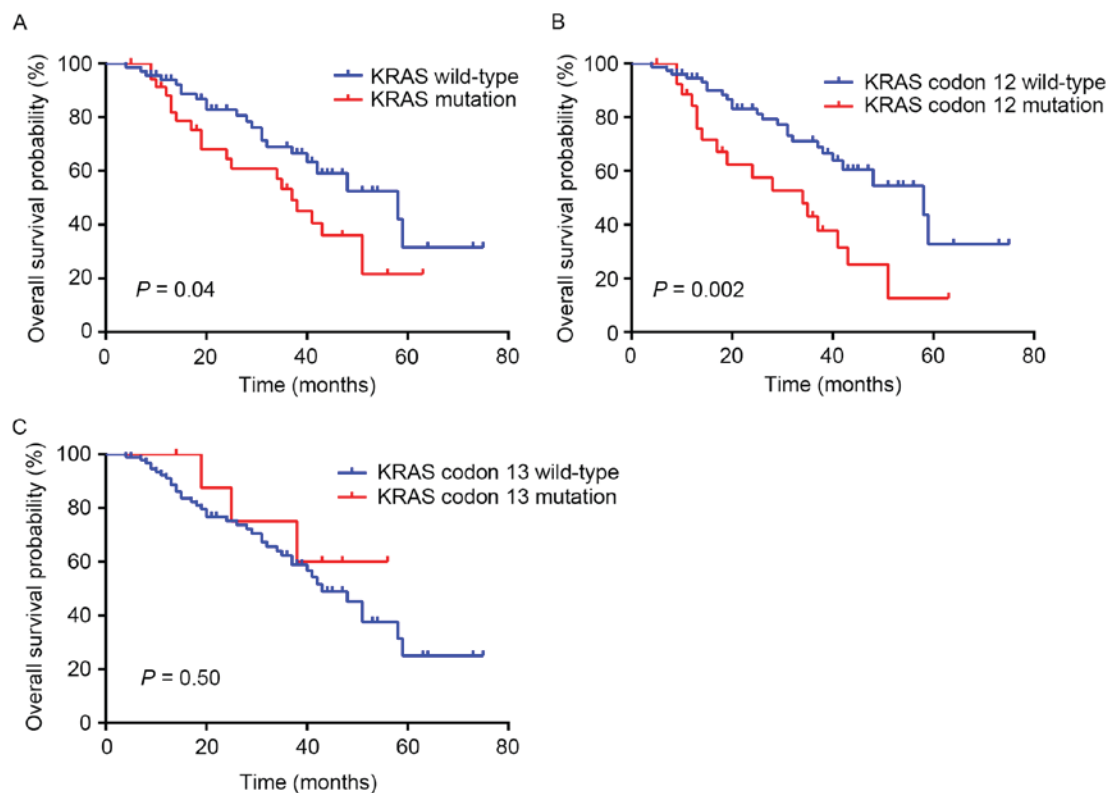 A
Overall survival probability (%)
100
80
60
40
20
0
KRAS wild-type
KRAS mutation
P = 0.04
0 20 40 60 80
Time (months)
B
Overall survival probability (%)
100
80
60
40
20
0
KRAS codon 12 wild-type
KRAS codon 12 mutation
P = 0.002
0 20 40 60 80
Time (months)
C
Overall survival probability (%)
100
80
60
40
20
0
KRAS codon 13 wild-type
KRAS codon 13 mutation
P = 0.50
0 20 40 60 80
Time (months)